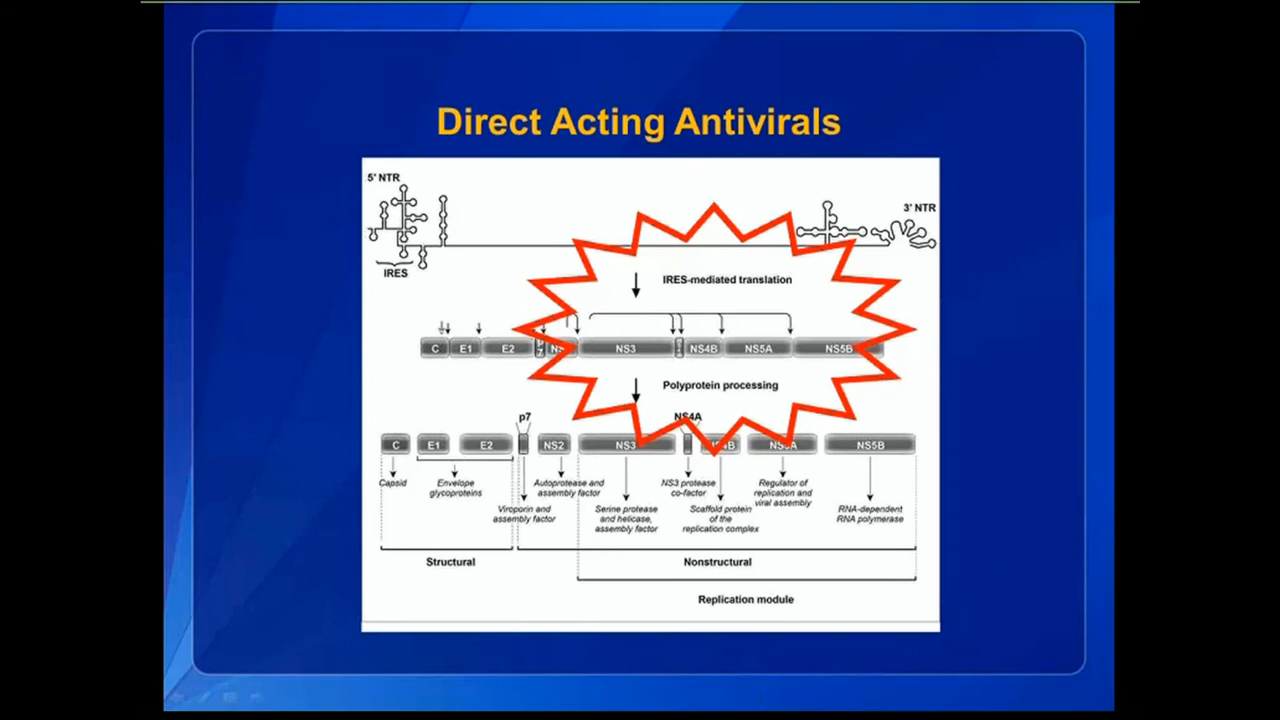 Direct Acting Antivirals
5' NTR
3' NTR
IRES
IRES-mediated translation
C E1 E2 NS3 NS4B NS5A NS5B
Polyprotein processing
p7
C E1 E2 NS2 NS3 NS5B
Capsid
Envelope
glycoproteins
Viroporin and
assembly factor
Autoprotease and
assembly factor
Serine protease
and helicase,
assembly factor
NS3 protease
co-factor
Scaffold protein
of the
replication complex
Regulator of
replication and
viral assembly
RNA-dependent
RNA polymerase
Structural
Nonstructural
Replication module